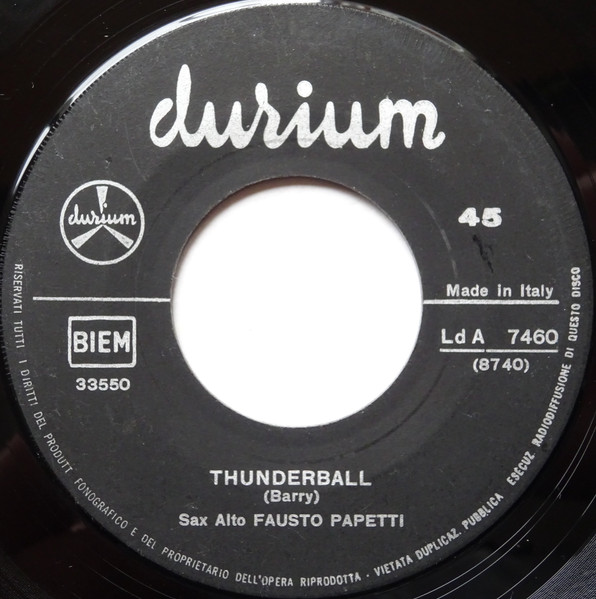 durium
durium
45
Made in Italy
BIEM
33550
Ld A 7460
(8740)
THUNDERBALL
(Barry)
Sax Alto FAUSTO PAPETTI
RISERVATI TUTTI I DIRITTI DEL PRODUTT. FONOGRAFICO E DEL PROPRIETARIO DELL'OPERA RIPRODOTTA - VIETATA DUPLICAZ. PUBBLICA ESECUZ RADIODIFFUSIONE DI QUESTO DISCO